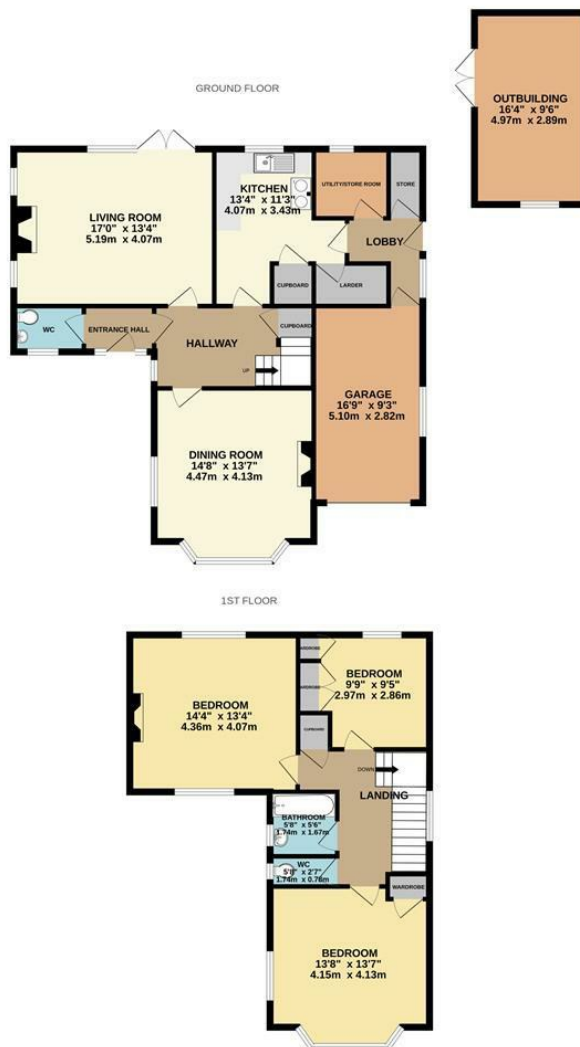 GROUND FLOOR
OUTBUILDING
16'4" x 9'6"
4.97m x 2.89m
LIVING ROOM
17'0" x 13'4"
5.19m x 4.07m
KITCHEN
13'4" x 11'3"
4.07m x 3.43m
UTILITY/STORE ROOM
STORE
LOBBY
CUPBOARD
LARDER
WC
ENTRANCE HALL
HALLWAY
CUPBOARD
UP
GARAGE
16'9" x 9'3"
5.10m x 2.82m
DINING ROOM
14'8" x 13'7"
4.47m x 4.13m
1ST FLOOR
BEDROOM
14'4" x 13'4"
4.36m x 4.07m
WARDROBE
WARDROBE
BEDROOM
9'9" x 9'5"
2.97m x 2.86m
CUPBOARD
DOWN
LANDING
BATHROOM
5'8" x 5'6"
1.74m x 1.67m
WC
5'8" x 2'7"
1.74m x 0.78m
WARDROBE
BEDROOM
13'8" x 13'7"
4.15m x 4.13m